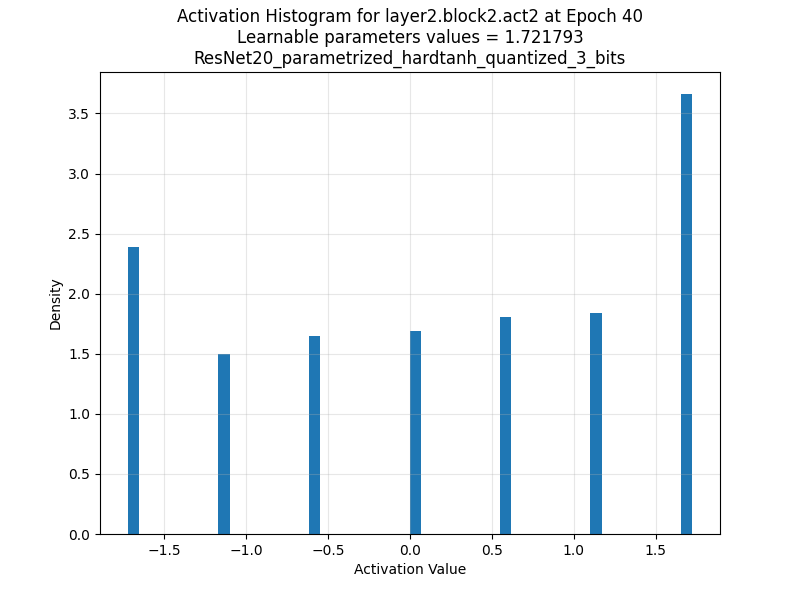 Activation Histogram for layer2.block2.act2 at Epoch 40
Learnable parameters values = 1.721793
ResNet20_parametrized_hardtanh_quantized_3_bits
3.5
3.0
2.5
2.0
1.5
1.0
0.5
0.0
Density
−1.5 −1.0 −0.5 0.0 0.5 1.0 1.5
Activation Value